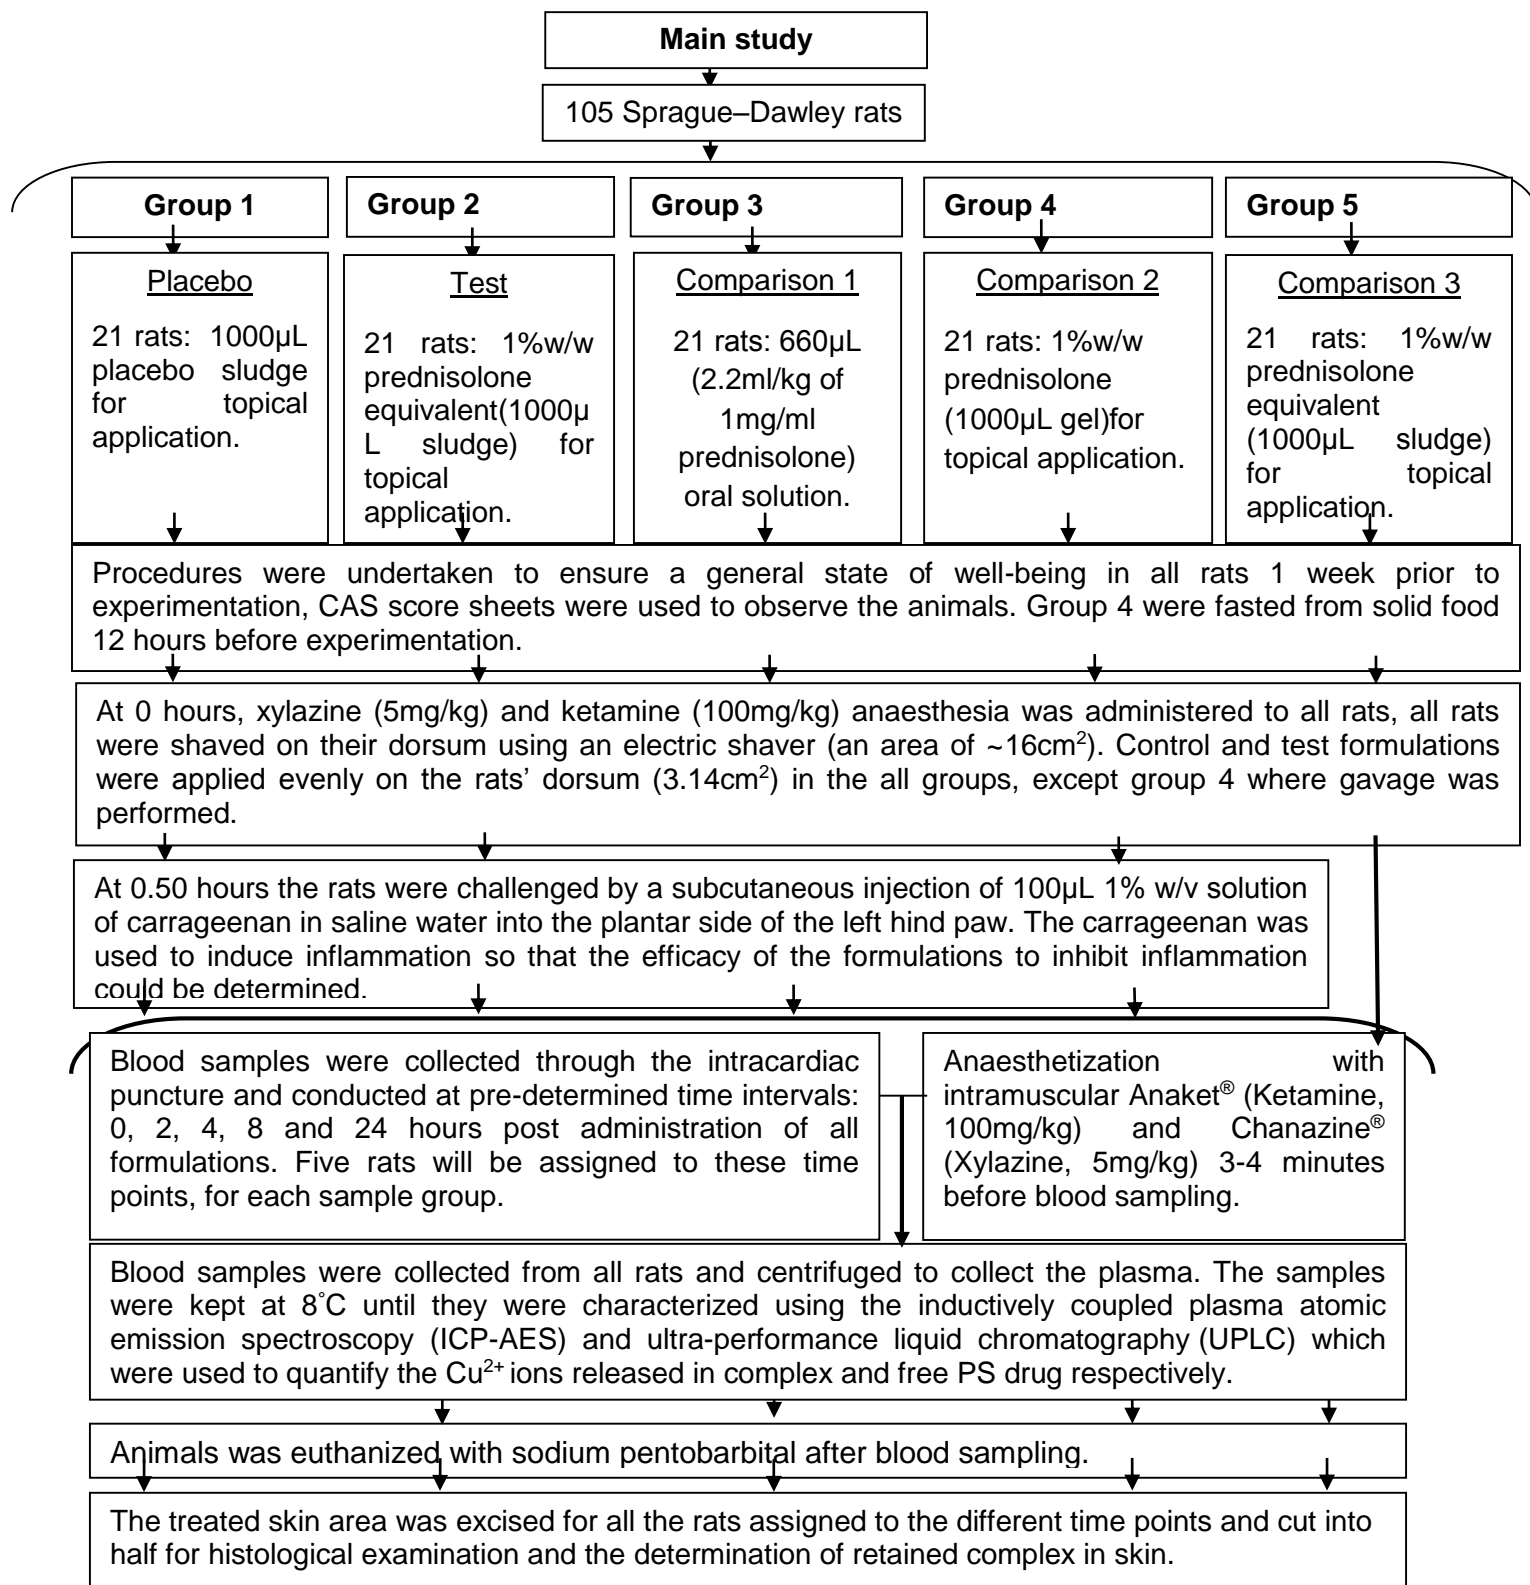 Main study
105 Sprague–Dawley rats
Group 1
Group 2
Group 3
Group 4
Group 5
Placebo
21 rats: 1000µL
placebo sludge
for topical
application.
Test
21 rats: 1%w/w
prednisolone
equivalent(1000µ
L sludge) for
topical
application.
Comparison 1
21 rats: 660µL
(2.2ml/kg of
1mg/ml
prednisolone)
oral solution.
Comparison 2
21 rats: 1%w/w
prednisolone
(1000µL gel)for
topical application.
Comparison 3
21 rats: 1%w/w
prednisolone
equivalent
(1000µL sludge)
for topical
application.
Procedures were undertaken to ensure a general state of well-being in all rats 1 week prior to
experimentation, CAS score sheets were used to observe the animals. Group 4 were fasted from solid food
12 hours before experimentation.
At 0 hours, xylazine (5mg/kg) and ketamine (100mg/kg) anaesthesia was administered to all rats, all rats
were shaved on their dorsum using an electric shaver (an area of ~16cm²). Control and test formulations
were applied evenly on the rats’ dorsum (3.14cm²) in the all groups, except group 4 where gavage was
performed.
At 0.50 hours the rats were challenged by a subcutaneous injection of 100µL 1% w/v solution
of carrageenan in saline water into the plantar side of the left hind paw. The carrageenan was
used to induce inflammation so that the efficacy of the formulations to inhibit inflammation
could be determined.
Blood samples were collected through the intracardiac
puncture and conducted at pre-determined time intervals:
0, 2, 4, 8 and 24 hours post administration of all
formulations. Five rats will be assigned to these time
points, for each sample group.
Anaesthetization with
intramuscular Anaket® (Ketamine,
100mg/kg) and Chanazine®
(Xylazine, 5mg/kg) 3-4 minutes
before blood sampling.
Blood samples were collected from all rats and centrifuged to collect the plasma. The samples
were kept at 8°C until they were characterized using the inductively coupled plasma atomic
emission spectroscopy (ICP-AES) and ultra-performance liquid chromatography (UPLC) which
were used to quantify the Cu²⁺ ions released in complex and free PS drug respectively.
Animals was euthanized with sodium pentobarbital after blood sampling.
The treated skin area was excised for all the rats assigned to the different time points and cut into
half for histological examination and the determination of retained complex in skin.